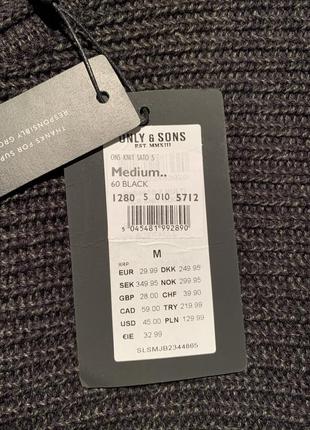 THANKS FOR SUP
RESPONSIBLY GRO
ONLY & SONS
EST. MMXIII
ONS KNIT SATO 5
Medium..
60 BLACK
1280 5 010 5712
5 045481 992890
M
RRP
EUR 29.99 DKK 249.95
SEK 349.95 NOK 299.95
GBP 28.00 CHF 39.90
CAD 59.00 TRY 219.99
USD 45.00 PLN 129.99
€IE 32.99
SLSMJB2344865